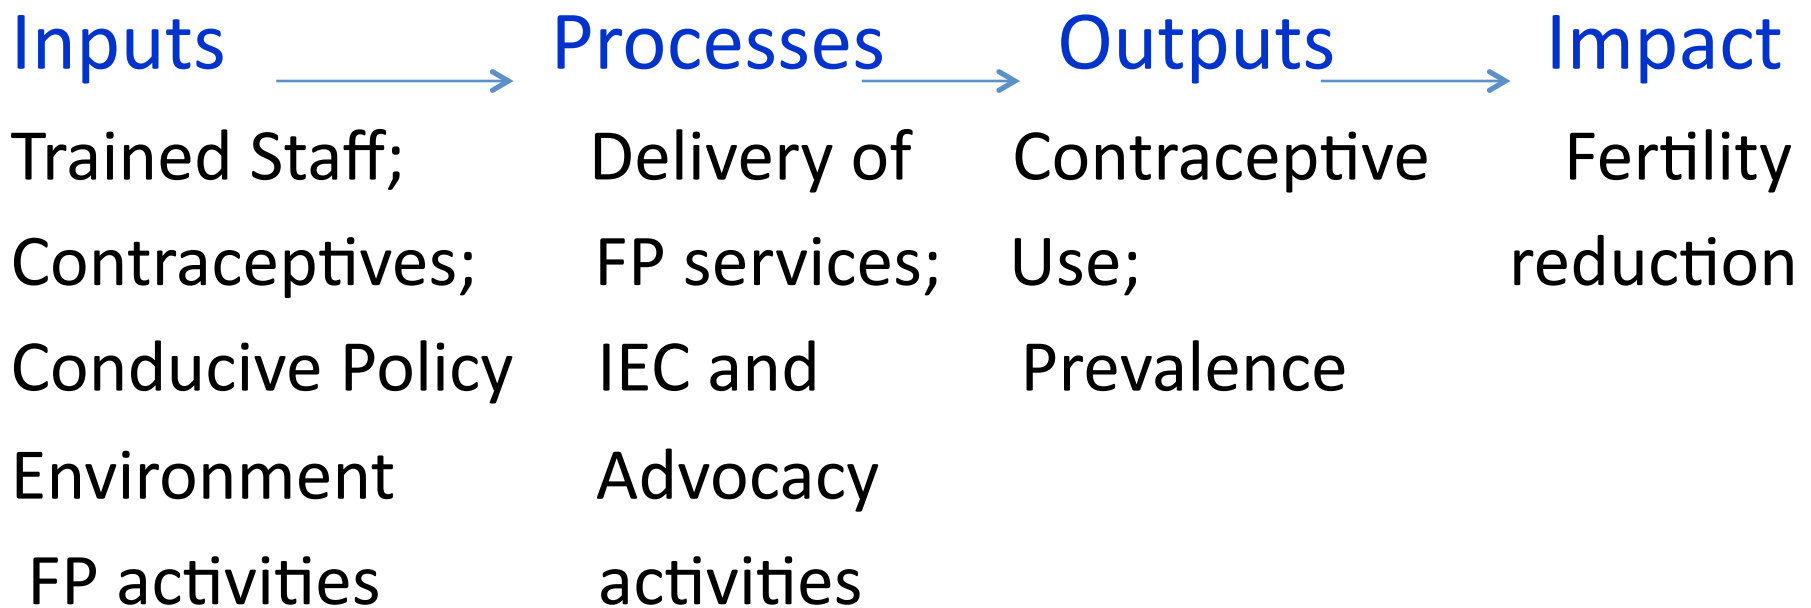 Inputs Processes Outputs Impact
Trained Staff; Delivery of Contraceptive Fertility
Contraceptives; FP services; Use; reduction
Conducive Policy IEC and Prevalence
Environment Advocacy
FP activities activities